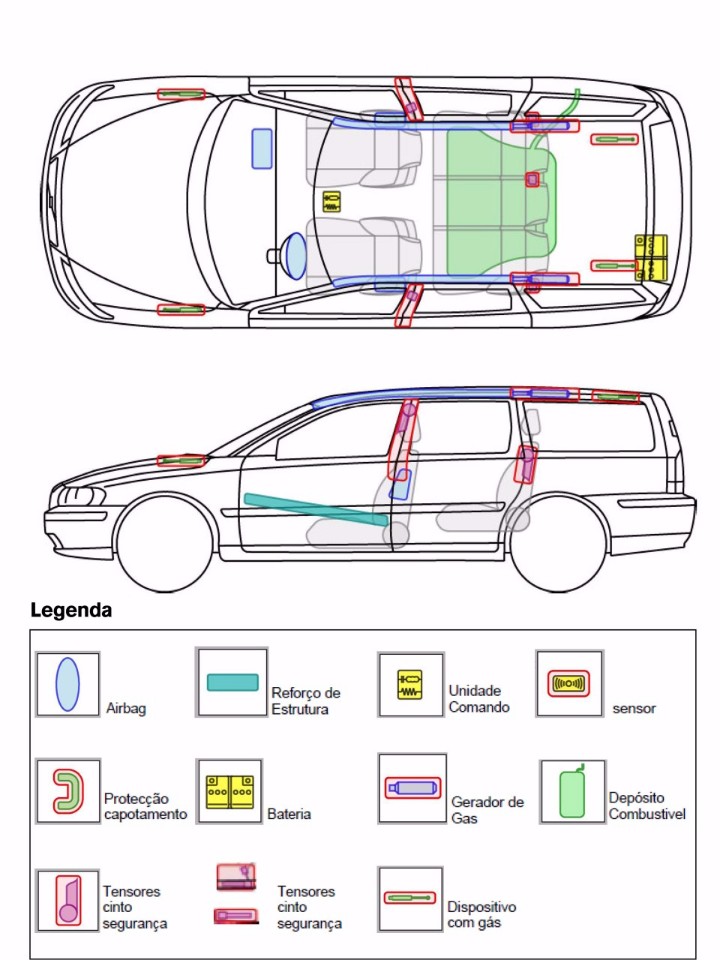 Legenda
Airbag
Reforço de
Estrutura
Unidade
Comando
sensor
Protecção
capotamento
Bateria
Gerador de
Gas
Depósito
Combustivel
Tensores
cinto
segurança
Tensores
cinto
segurança
Dispositivo
com gás